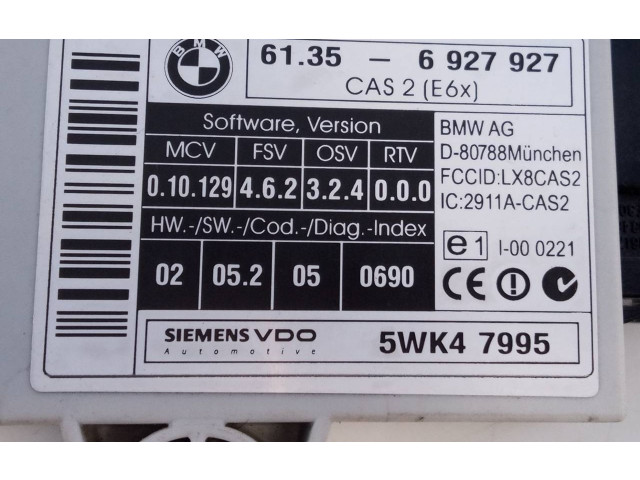 BMW
61.35 - 6 927 927
CAS 2 (E6x)
Software, Version
MCV FSV OSV RTV
0.10.129 4.6.2 3.2.4 0.0.0
HW.-/SW.-/Cod.-/Diag.-Index
02 05.2 05 0690
BMW AG
D-80788München
FCCID:LX8CAS2
IC:2911A-CAS2
e1 I-00 0221
CE
N
SIEMENS VDO
Automotive
5WK4 7995